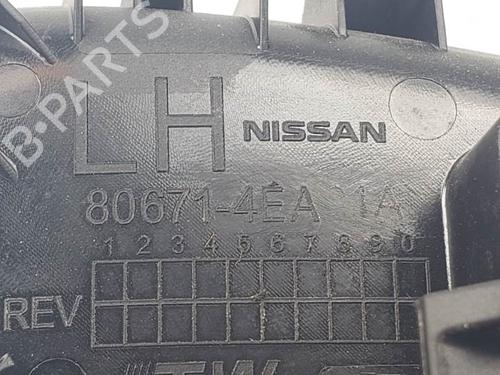 B-PARTS
LH NISSAN
80671-4EA 1A
1 2 3 4 5 6 7 8 9 0
REV